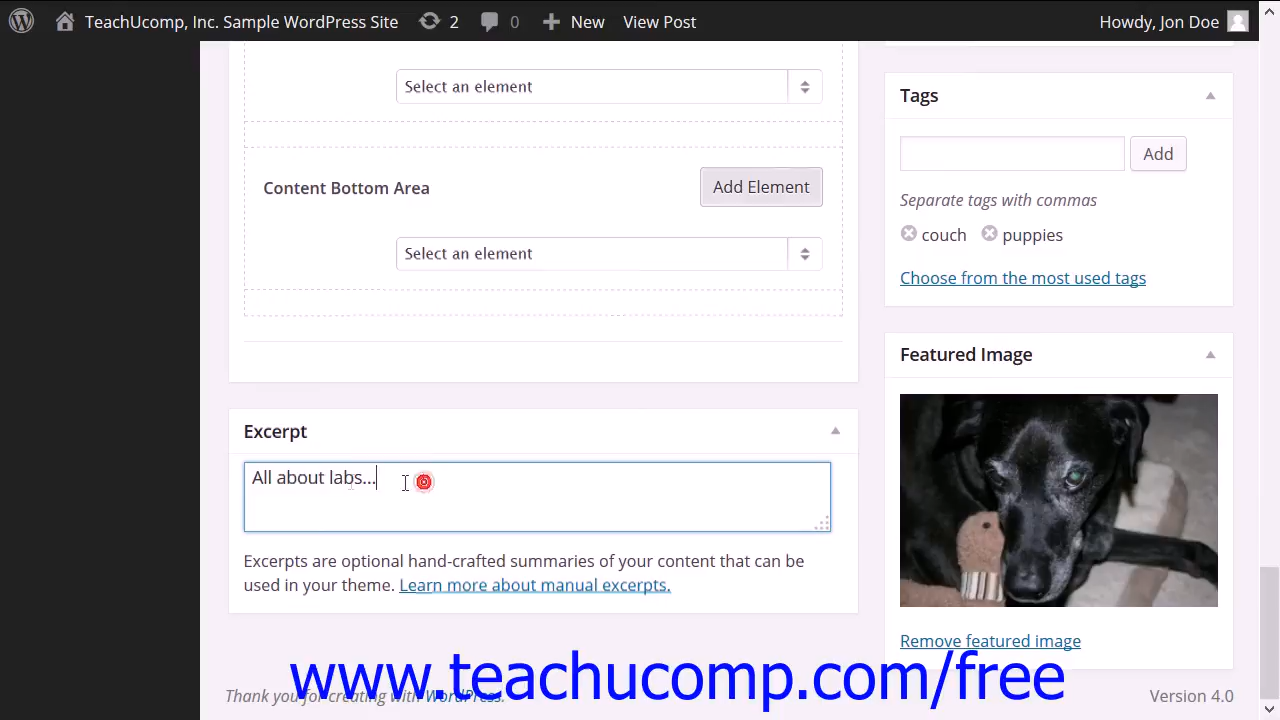 TeachUcomp, Inc. Sample WordPress Site 2 0 New View Post Howdy, Jon Doe
Select an element
Content Bottom Area Add Element
Select an element
Excerpt
All about labs...
Excerpts are optional hand-crafted summaries of your content that can be
used in your theme. Learn more about manual excerpts.
Tags
Add
Separate tags with commas
couch puppies
Choose from the most used tags
Featured Image
Remove featured image
www.teachucomp.com/free
Thank you for creating with WordPress.
Version 4.0